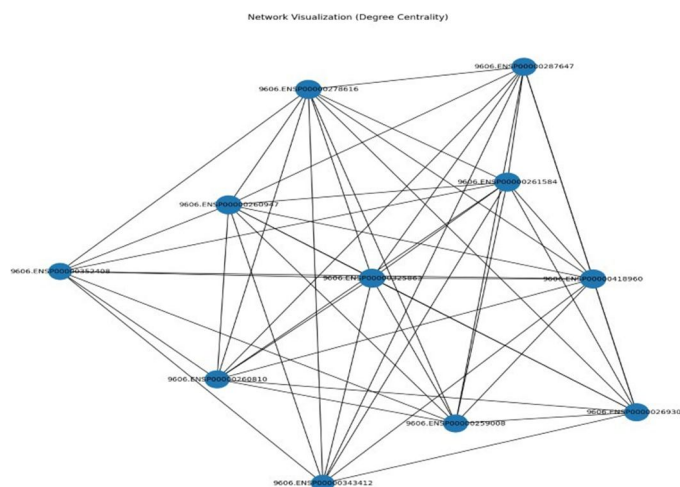 Network Visualization (Degree Centrality)
9606.ENSP00000287647
9606.ENSP00000278616
9606.ENSP00000261584
9606.ENSP00000260947
9606.ENSP00000352408
9606.ENSP00000418960
9606.ENSP00000260810
9606.ENSP00000259008
9606.ENSP0000026930
9606.ENSP00000343412